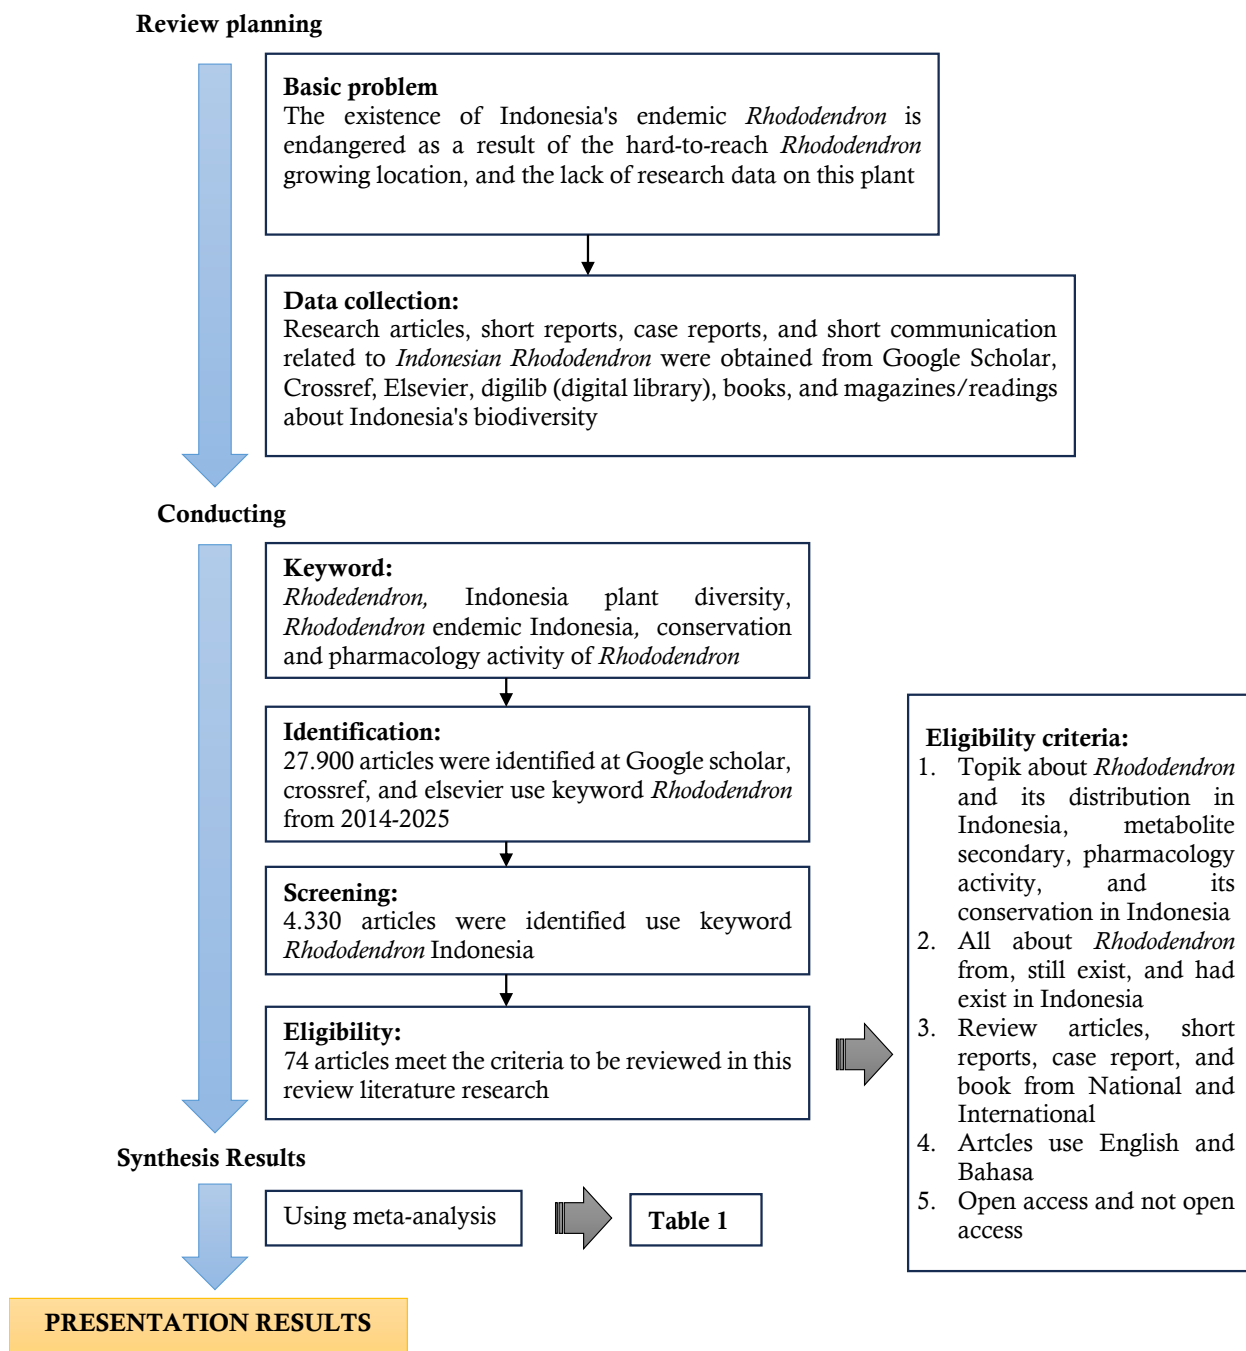 Review planning
Basic problem
The existence of Indonesia's endemic Rhododendron is
endangered as a result of the hard-to-reach Rhododendron
growing location, and the lack of research data on this plant
Data collection:
Research articles, short reports, case reports, and short communication
related to Indonesian Rhododendron were obtained from Google Scholar,
Crossref, Elsevier, digilib (digital library), books, and magazines/readings
about Indonesia's biodiversity
Conducting
Keyword:
Rhodedendron, Indonesia plant diversity,
Rhododendron endemic Indonesia, conservation
and pharmacology activity of Rhododendron
Identification:
27.900 articles were identified at Google scholar,
crossref, and elsevier use keyword Rhododendron
from 2014-2025
Screening:
4.330 articles were identified use keyword
Rhododendron Indonesia
Eligibility:
74 articles meet the criteria to be reviewed in this
review literature research
Eligibility criteria:
1. Topik about Rhododendron
and its distribution in
Indonesia, metabolite
secondary, pharmacology
activity, and its
conservation in Indonesia
2. All about Rhododendron
from, still exist, and had
exist in Indonesia
3. Review articles, short
reports, case report, and
book from National and
International
4. Artcles use English and
Bahasa
5. Open access and not open
access
Synthesis Results
Using meta-analysis
Table 1
PRESENTATION RESULTS